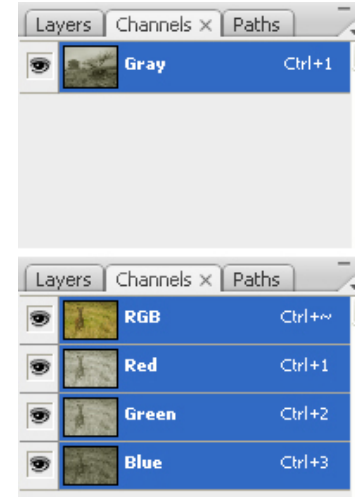 Layers Channels × Paths
Gray Ctrl+1
Layers Channels × Paths
RGB Ctrl+~
Red Ctrl+1
Green Ctrl+2
Blue Ctrl+3